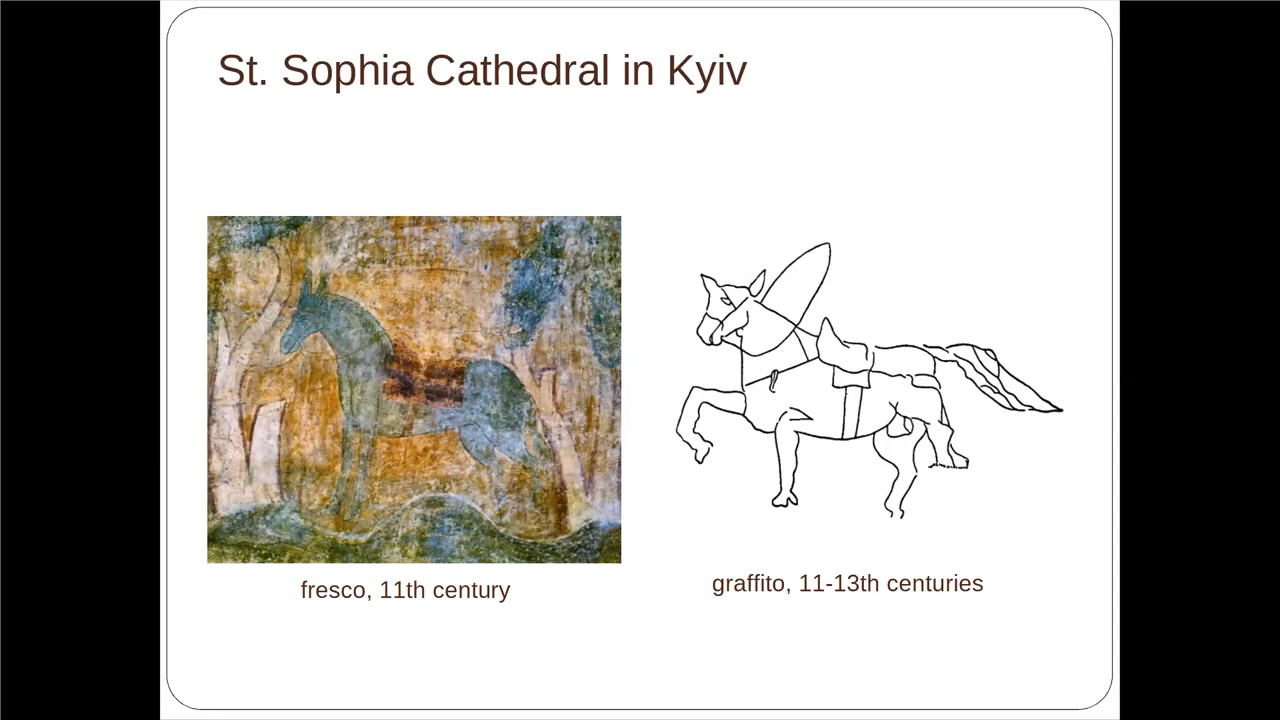 St. Sophia Cathedral in Kyiv
fresco, 11th century
graffito, 11-13th centuries